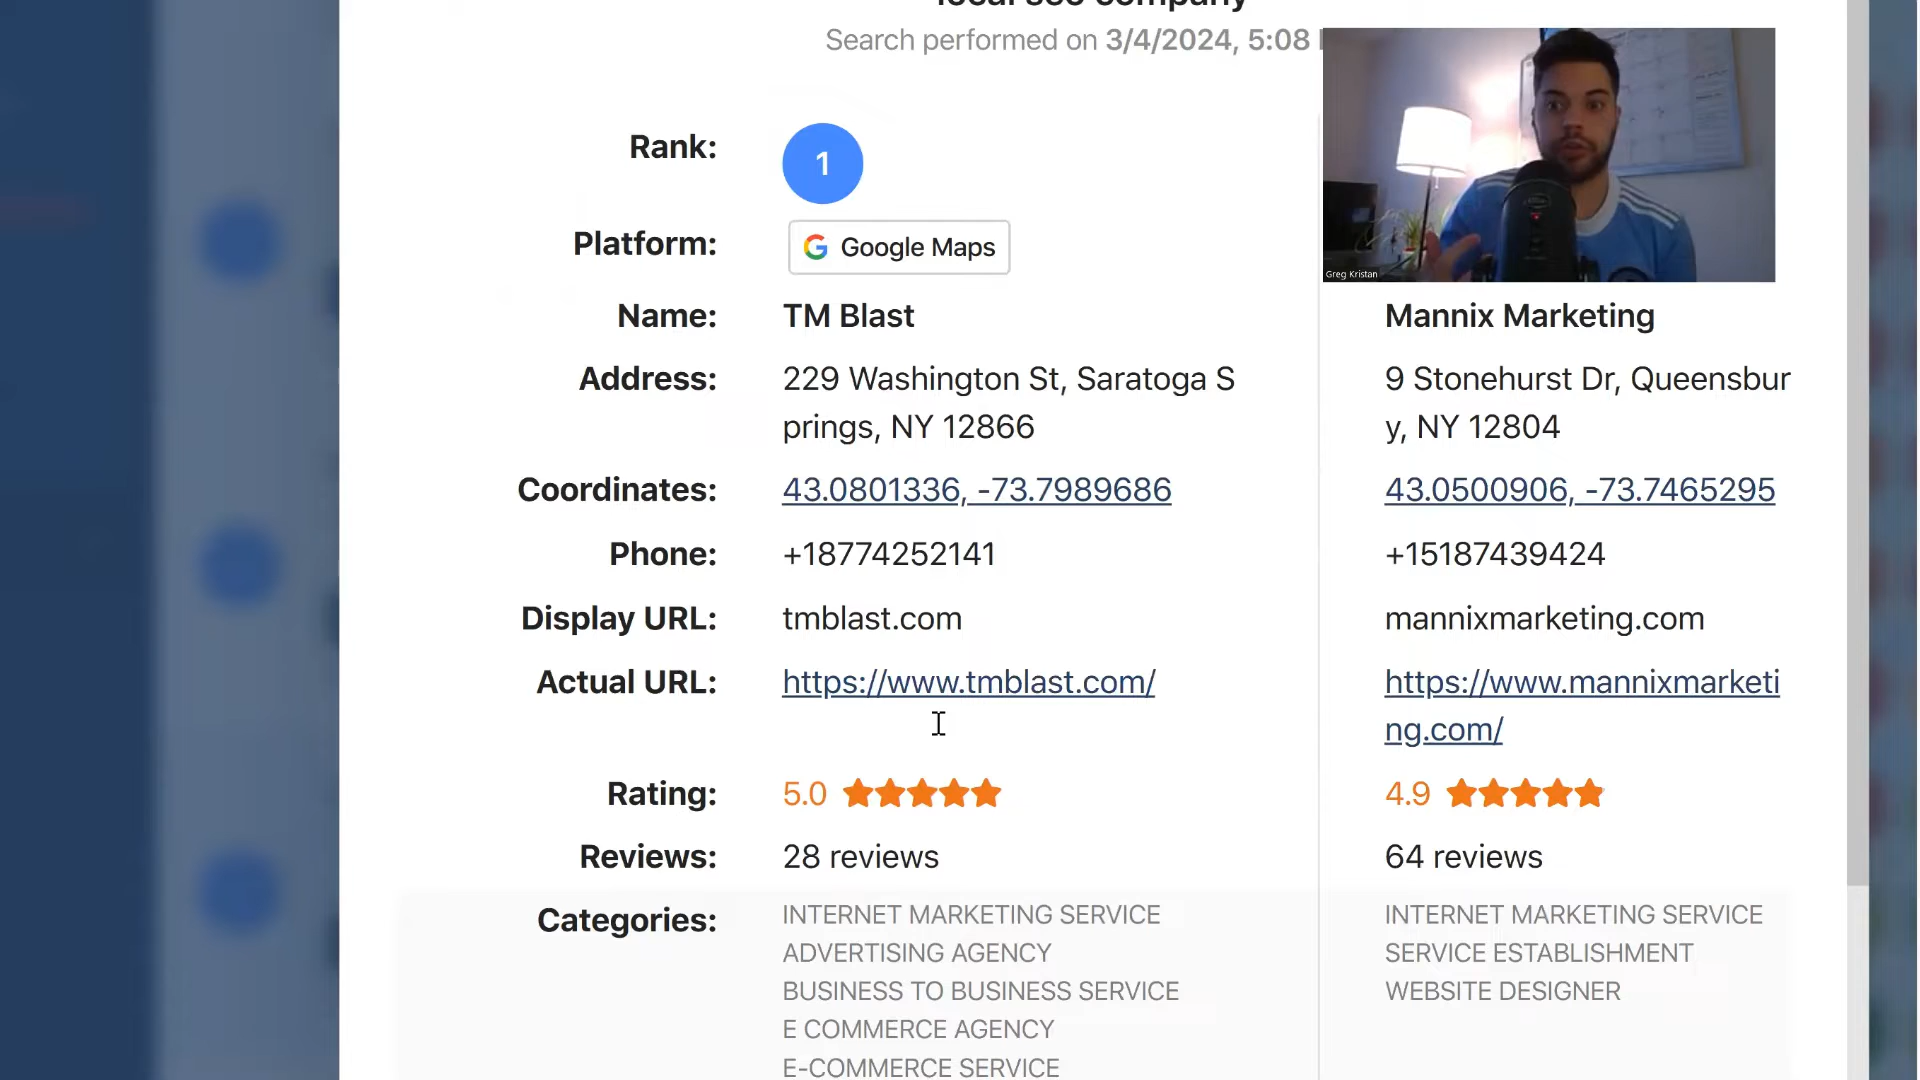 local seo company
Search performed on 3/4/2024, 5:08
Greg Kristan
Rank:
1
Platform:
Google Maps
Name:
TM Blast
Mannix Marketing
Address:
229 Washington St, Saratoga S
prings, NY 12866
9 Stonehurst Dr, Queensbur
y, NY 12804
Coordinates:
43.0801336, -73.7989686
43.0500906, -73.7465295
Phone:
+18774252141
+15187439424
Display URL:
tmblast.com
mannixmarketing.com
Actual URL:
https://www.tmblast.com/
https://www.mannixmarketi
ng.com/
Rating:
5.0
4.9
Reviews:
28 reviews
64 reviews
Categories:
INTERNET MARKETING SERVICE
ADVERTISING AGENCY
BUSINESS TO BUSINESS SERVICE
E COMMERCE AGENCY
E-COMMERCE SERVICE
INTERNET MARKETING SERVICE
SERVICE ESTABLISHMENT
WEBSITE DESIGNER